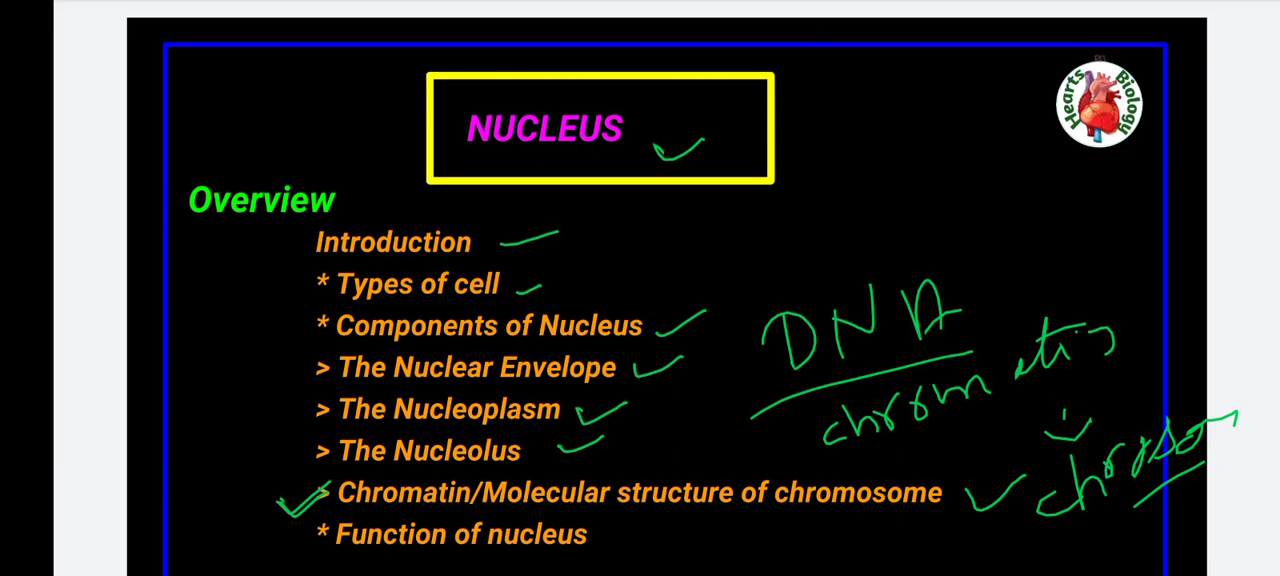 NUCLEUS
Hearts Biology
Overview
Introduction
* Types of cell
* Components of Nucleus
> The Nuclear Envelope
> The Nucleoplasm
> The Nucleolus
> Chromatin/Molecular structure of chromosome
* Function of nucleus
DNA